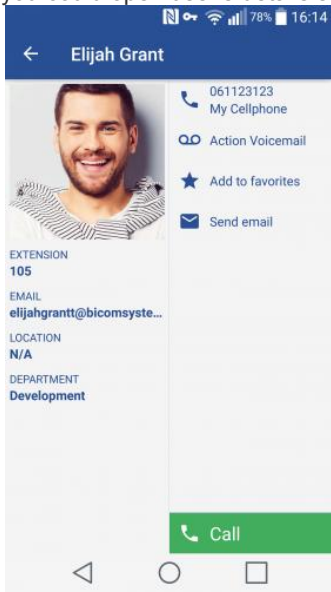 78% 16:14
Elijah Grant
061123123
My Cellphone
Action Voicemail
Add to favorites
Send email
EXTENSION
105
EMAIL
elijahgrantt@bicomsyste...
LOCATION
N/A
DEPARTMENT
Development
Call